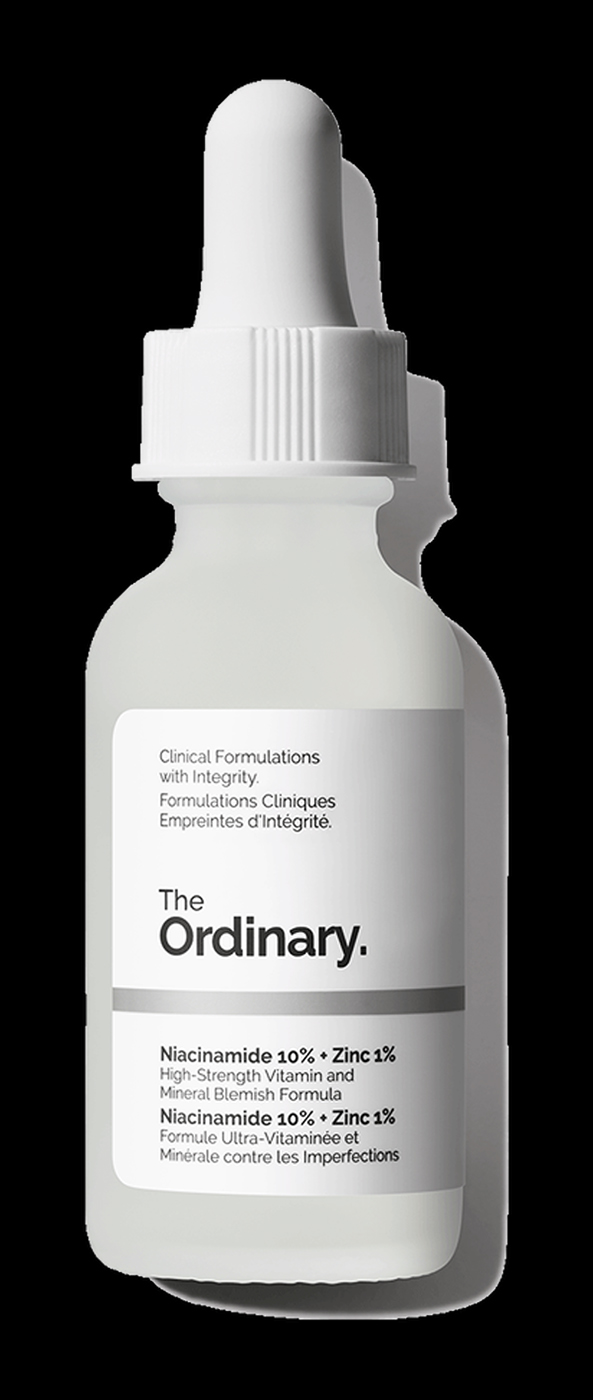 Clinical Formulations
with Integrity.
Formulations Cliniques
Empreintes d'Intégrité.
The
Ordinary.
Niacinamide 10% + Zinc 1%
High-Strength Vitamin and
Mineral Blemish Formula
Niacinamide 10% + Zinc 1%
Formule Ultra-Vitaminée et
Minérale contre les Imperfections